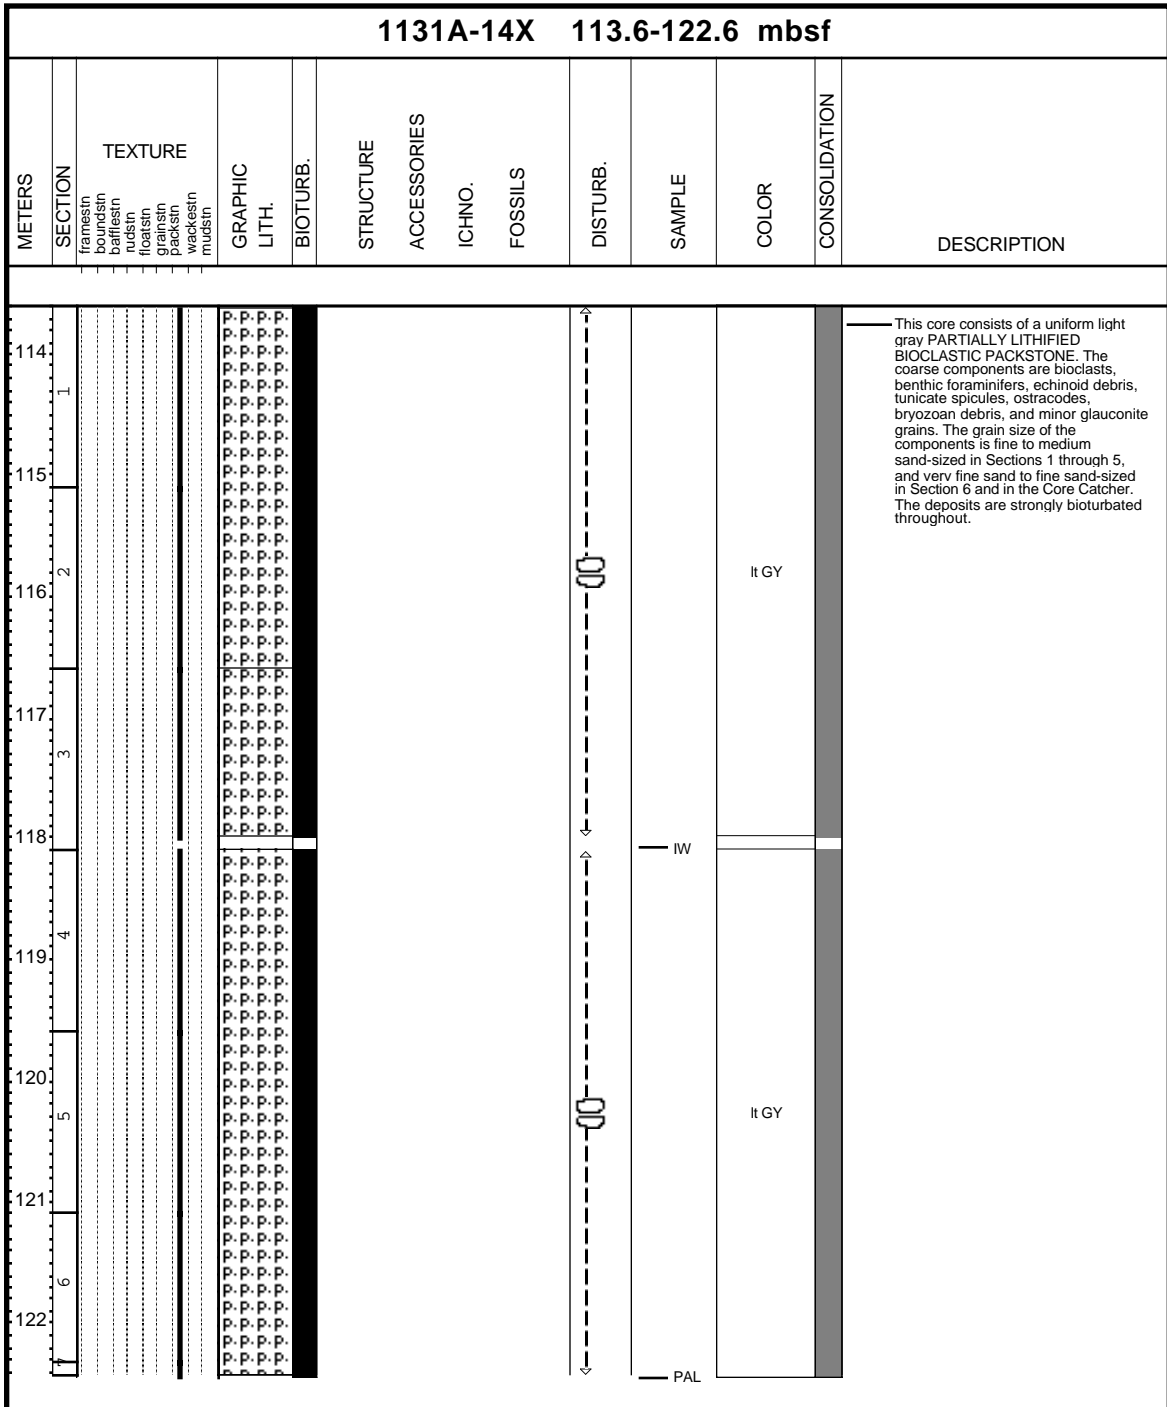 1131A-14X 113.6-122.6 mbsf
METERS
SECTION
TEXTURE
framestn
boundstn
bafflestn
rudstn
floatstn
grainstn
packstn
wackestn
mudstn
GRAPHIC
LITH.
BIOTURB.
STRUCTURE
ACCESSORIES
ICHNO.
FOSSILS
DISTURB.
SAMPLE
COLOR
CONSOLIDATION
DESCRIPTION
This core consists of a uniform light
gray PARTIALLY LITHIFIED
BIOCLASTIC PACKSTONE. The
coarse components are bioclasts,
benthic foraminifers, echinoid debris,
tunicate spicules, ostracodes,
bryozoan debris, and minor glauconite
grains. The grain size of the
components is fine to medium
sand-sized in Sections 1 through 5,
and very fine sand to fine sand-sized
in Section 6 and in the Core Catcher.
The deposits are strongly bioturbated
throughout.
114
1
115
2
116
lt GY
117
3
118
IW
4
119
120
5
lt GY
121
6
122
7
PAL